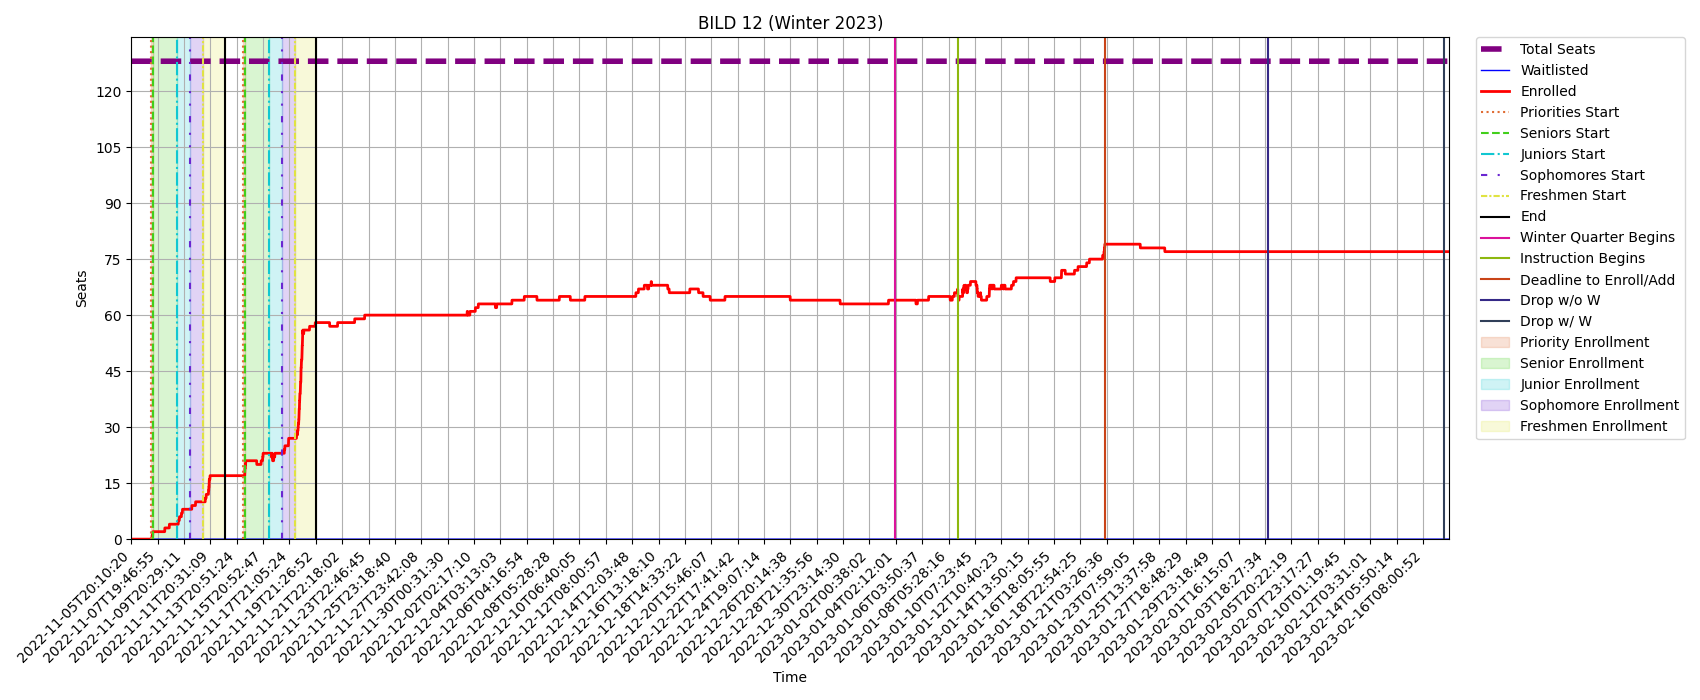 BILD 12 (Winter 2023)
Seats
120
105
90
75
60
45
30
15
0
2022-11-05T20:10:20
2022-11-07T19:46:55
2022-11-09T20:29:11
2022-11-11T20:31:09
2022-11-13T20:51:24
2022-11-15T20:52:47
2022-11-17T21:05:24
2022-11-19T21:26:52
2022-11-21T22:18:02
2022-11-23T22:46:45
2022-11-25T23:18:40
2022-11-27T23:42:08
2022-11-30T00:31:30
2022-12-02T02:17:10
2022-12-04T03:13:03
2022-12-06T04:16:54
2022-12-08T05:28:28
2022-12-10T06:40:05
2022-12-12T08:00:57
2022-12-14T12:03:48
2022-12-16T13:18:10
2022-12-18T14:33:22
2022-12-20T15:46:07
2022-12-22T17:41:42
2022-12-24T19:07:14
2022-12-26T20:14:38
2022-12-28T21:35:56
2022-12-30T23:14:30
2023-01-02T00:38:02
2023-01-04T02:12:01
2023-01-06T03:50:37
2023-01-08T05:28:16
2023-01-10T07:23:45
2023-01-12T10:40:23
2023-01-14T13:50:15
2023-01-16T18:05:55
2023-01-18T22:54:25
2023-01-21T03:26:36
2023-01-23T07:59:05
2023-01-25T13:37:58
2023-01-27T18:48:29
2023-01-29T23:18:49
2023-02-01T16:15:07
2023-02-03T18:27:34
2023-02-05T20:22:19
2023-02-07T23:17:27
2023-02-10T01:19:45
2023-02-12T03:31:01
2023-02-14T05:50:14
2023-02-16T08:00:52
Time
Total Seats
Waitlisted
Enrolled
Priorities Start
Seniors Start
Juniors Start
Sophomores Start
Freshmen Start
End
Winter Quarter Begins
Instruction Begins
Deadline to Enroll/Add
Drop w/o W
Drop w/ W
Priority Enrollment
Senior Enrollment
Junior Enrollment
Sophomore Enrollment
Freshmen Enrollment